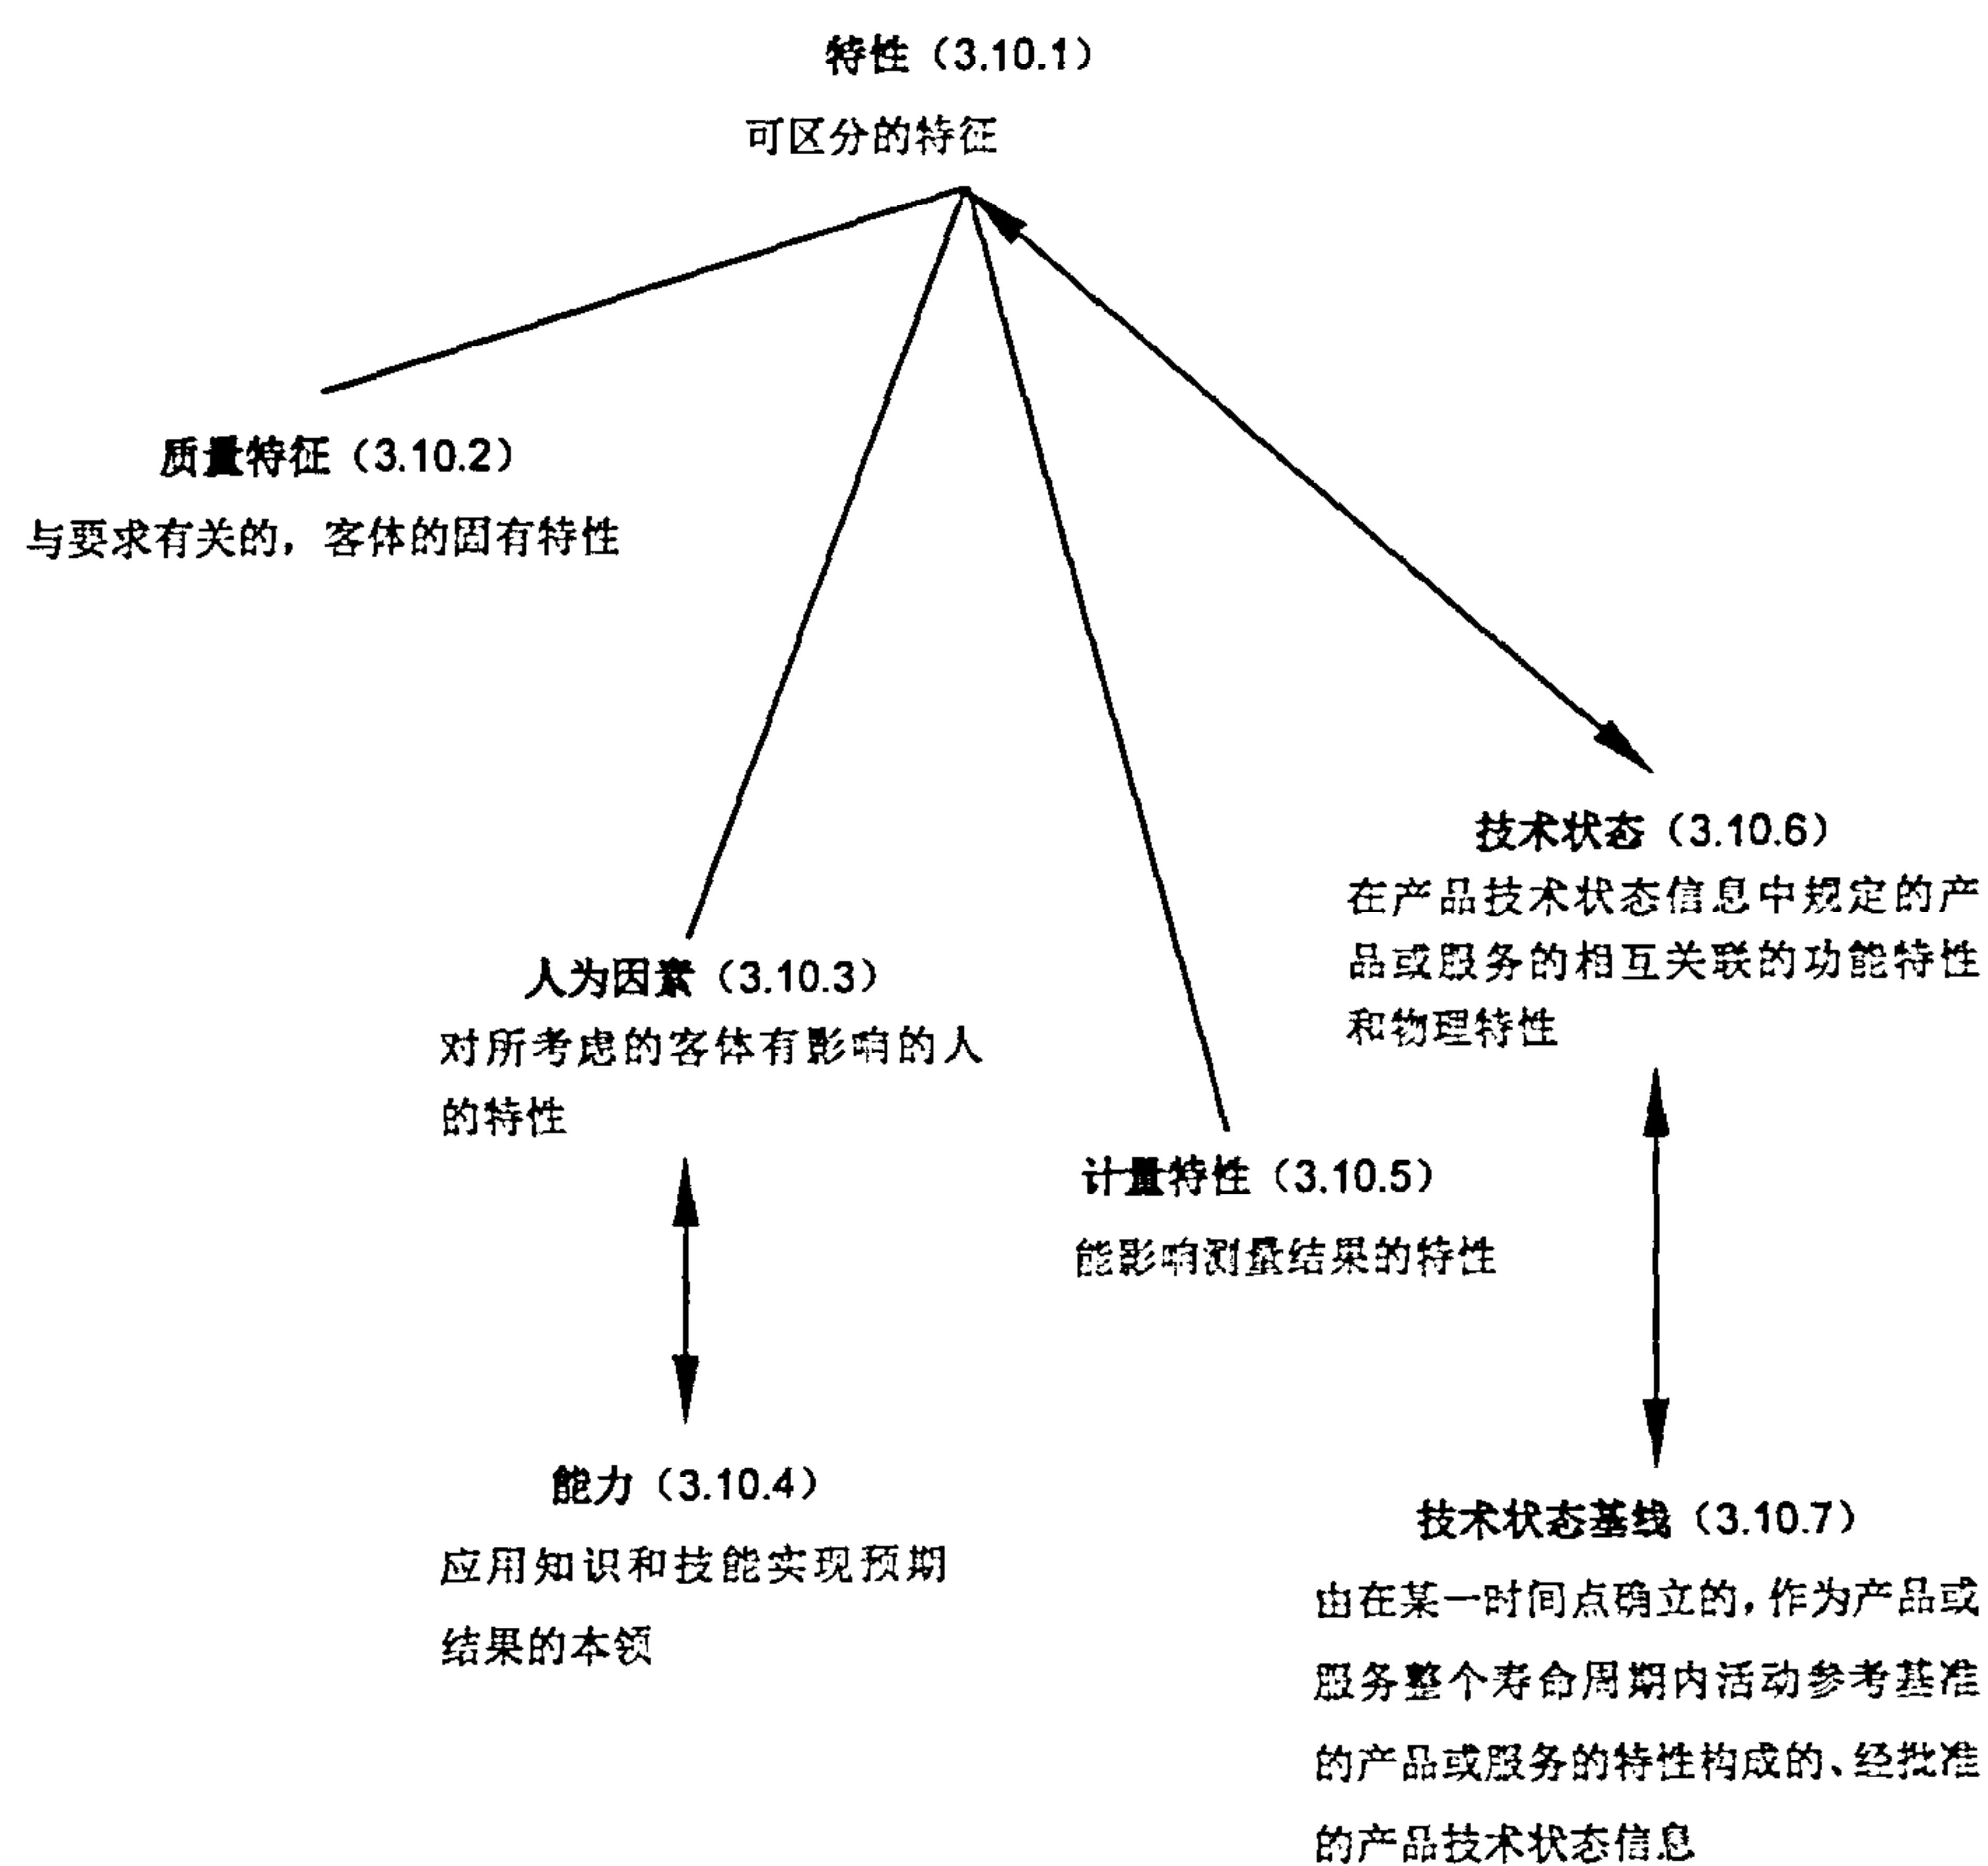 特性（3.10.1）
可区分的特征
质量特征（3.10.2）
与要求有关的，客体的固有特性
人为因素（3.10.3）
对所考虑的客体有影响的人
的特性
能力（3.10.4）
应用知识和技能实现预期
结果的本领
计量特性（3.10.5）
能影响测量结果的特性
技术状态（3.10.6）
在产品技术状态信息中规定的产
品或服务的相互关联的功能特性
和物理特性
技术状态基线（3.10.7）
由在某一时间点确立的，作为产品或
服务整个寿命周期内活动参考基准
的产品或服务的特性构成的、经批准
的产品技术状态信息